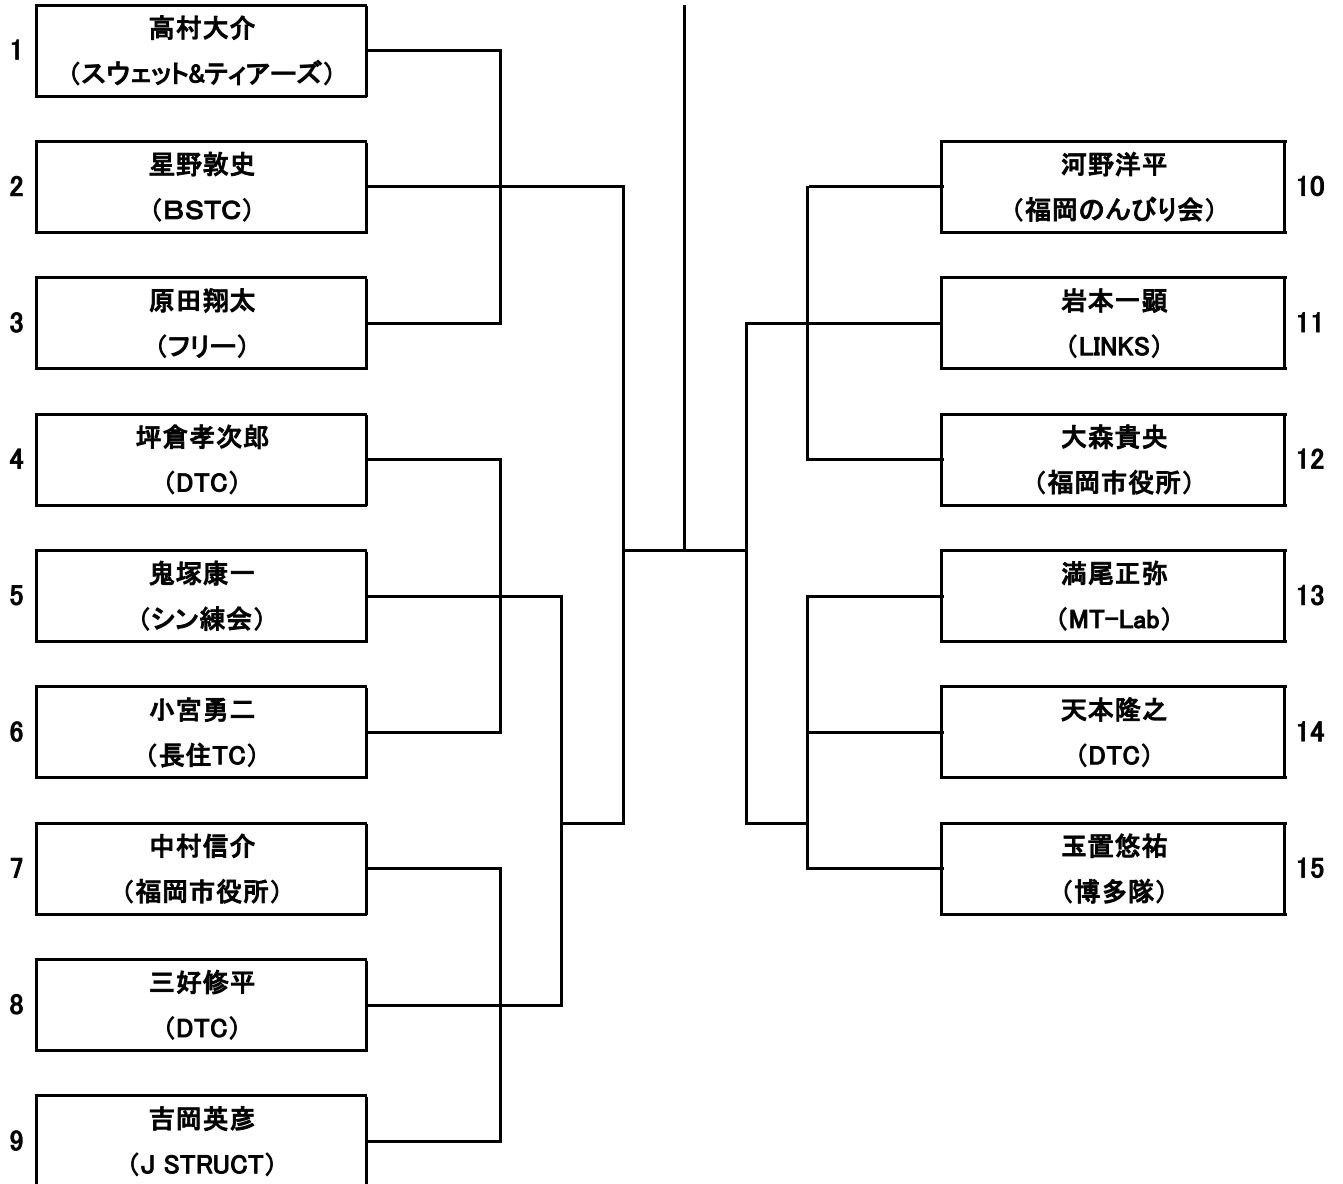 1
高村大介
（スウェット&ティアーズ）
2
星野敦史
（BSTC）
3
原田翔太
（フリー）
4
坪倉孝次郎
（DTC）
5
鬼塚康一
（シン練会）
6
小宮勇二
（長住TC）
7
中村信介
（福岡市役所）
8
三好修平
（DTC）
9
吉岡英彦
（J STRUCT）
河野洋平
（福岡のんびり会）
10
岩本一顕
（LINKS）
11
大森貴央
（福岡市役所）
12
満尾正弥
（MT-Lab）
13
天本隆之
（DTC）
14
玉置悠祐
（博多隊）
15